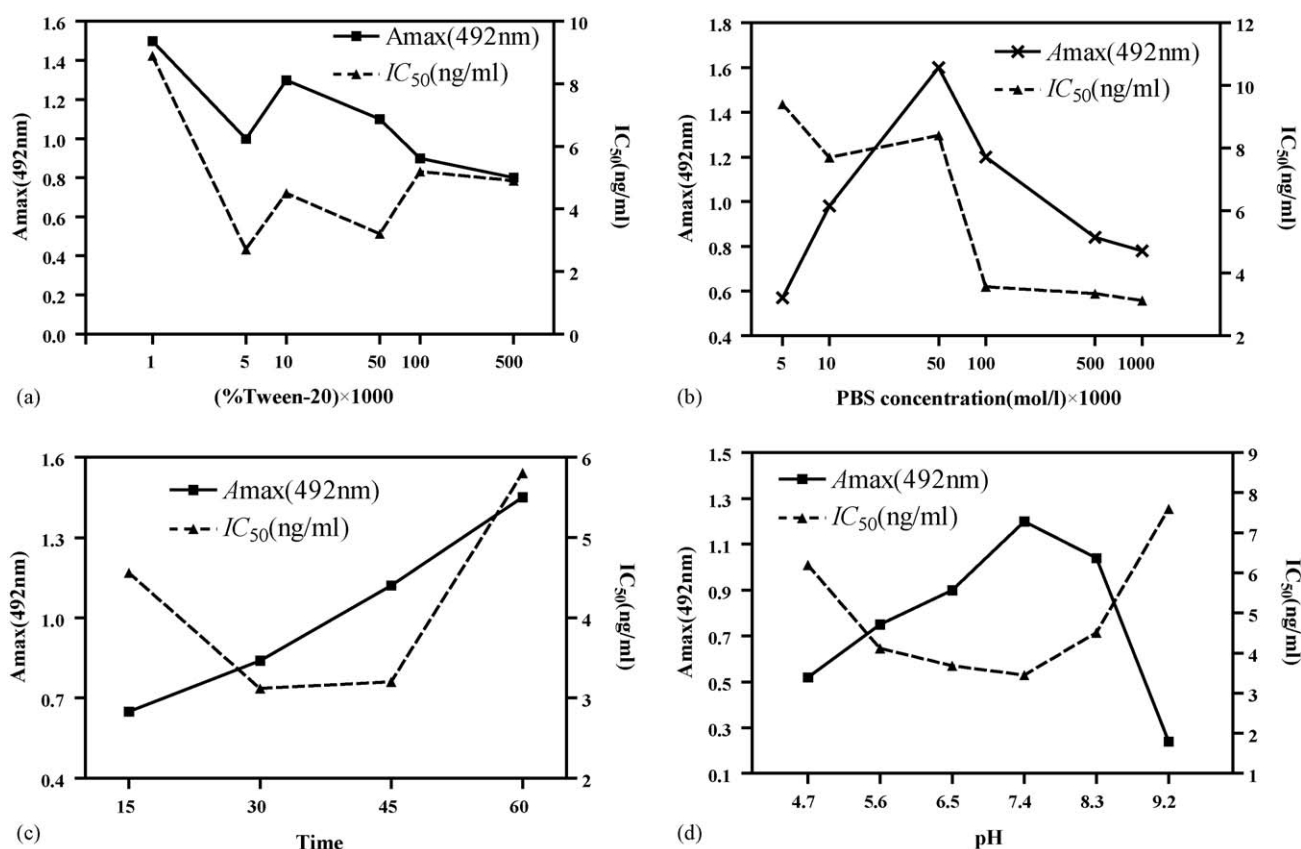 1.6
1.4
1.2
1.0
0.8
0.6
0.4
0.2
0.0
Amax(492nm)
10
8
6
4
2
0
IC50(ng/ml)
Amax(492nm)
IC50(ng/ml)
1 5 10 50 100 500
(a) (%Tween-20)×1000
1.8
1.6
1.4
1.2
1.0
0.8
0.6
0.4
Amax(492nm)
12
10
8
6
4
2
IC50(ng/ml)
Amax(492nm)
IC50(ng/ml)
5 10 50 100 500 1000
(b) PBS concentration(mol/l)×1000
1.6
1.3
1.0
0.7
0.4
Amax(492nm)
6
5
4
3
2
IC50(ng/ml)
Amax(492nm)
IC50(ng/ml)
15 30 45 60
(c) Time
1.5
1.3
1.1
0.9
0.7
0.5
0.3
0.1
Amax(492nm)
9
8
7
6
5
4
3
2
1
IC50(ng/ml)
Amax(492nm)
IC50(ng/ml)
4.7 5.6 6.5 7.4 8.3 9.2
(d) pH